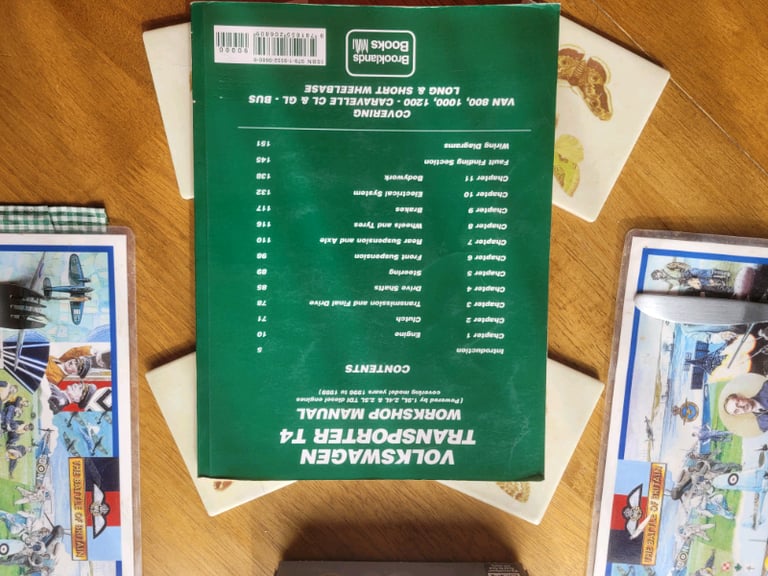 VOLKSWAGEN
TRANSPORTER T4
WORKSHOP MANUAL
(Powered by 1.9L, 2.4L & 2.5L TDI diesel engines
covering model years 1996 to 1999)
CONTENTS
Introduction 5
Chapter 1 Engine 10
Chapter 2 Clutch 71
Chapter 3 Transmission and Final Drive 78
Chapter 4 Drive Shafts 85
Chapter 5 Steering 89
Chapter 6 Front Suspension 98
Chapter 7 Rear Suspension and Axle 110
Chapter 8 Wheels and Tyres 116
Chapter 9 Brakes 117
Chapter 10 Electrical System 132
Chapter 11 Bodywork 138
Fault Finding Section 145
Wiring Diagrams 151
COVERING
VAN 800, 1000, 1200 - CARAVELLE CL & GL - BUS
LONG & SHORT WHEELBASE
Brooklands
Books
90000
THE BATTLE OF BRITAIN
THE BATTLE OF BRITAIN